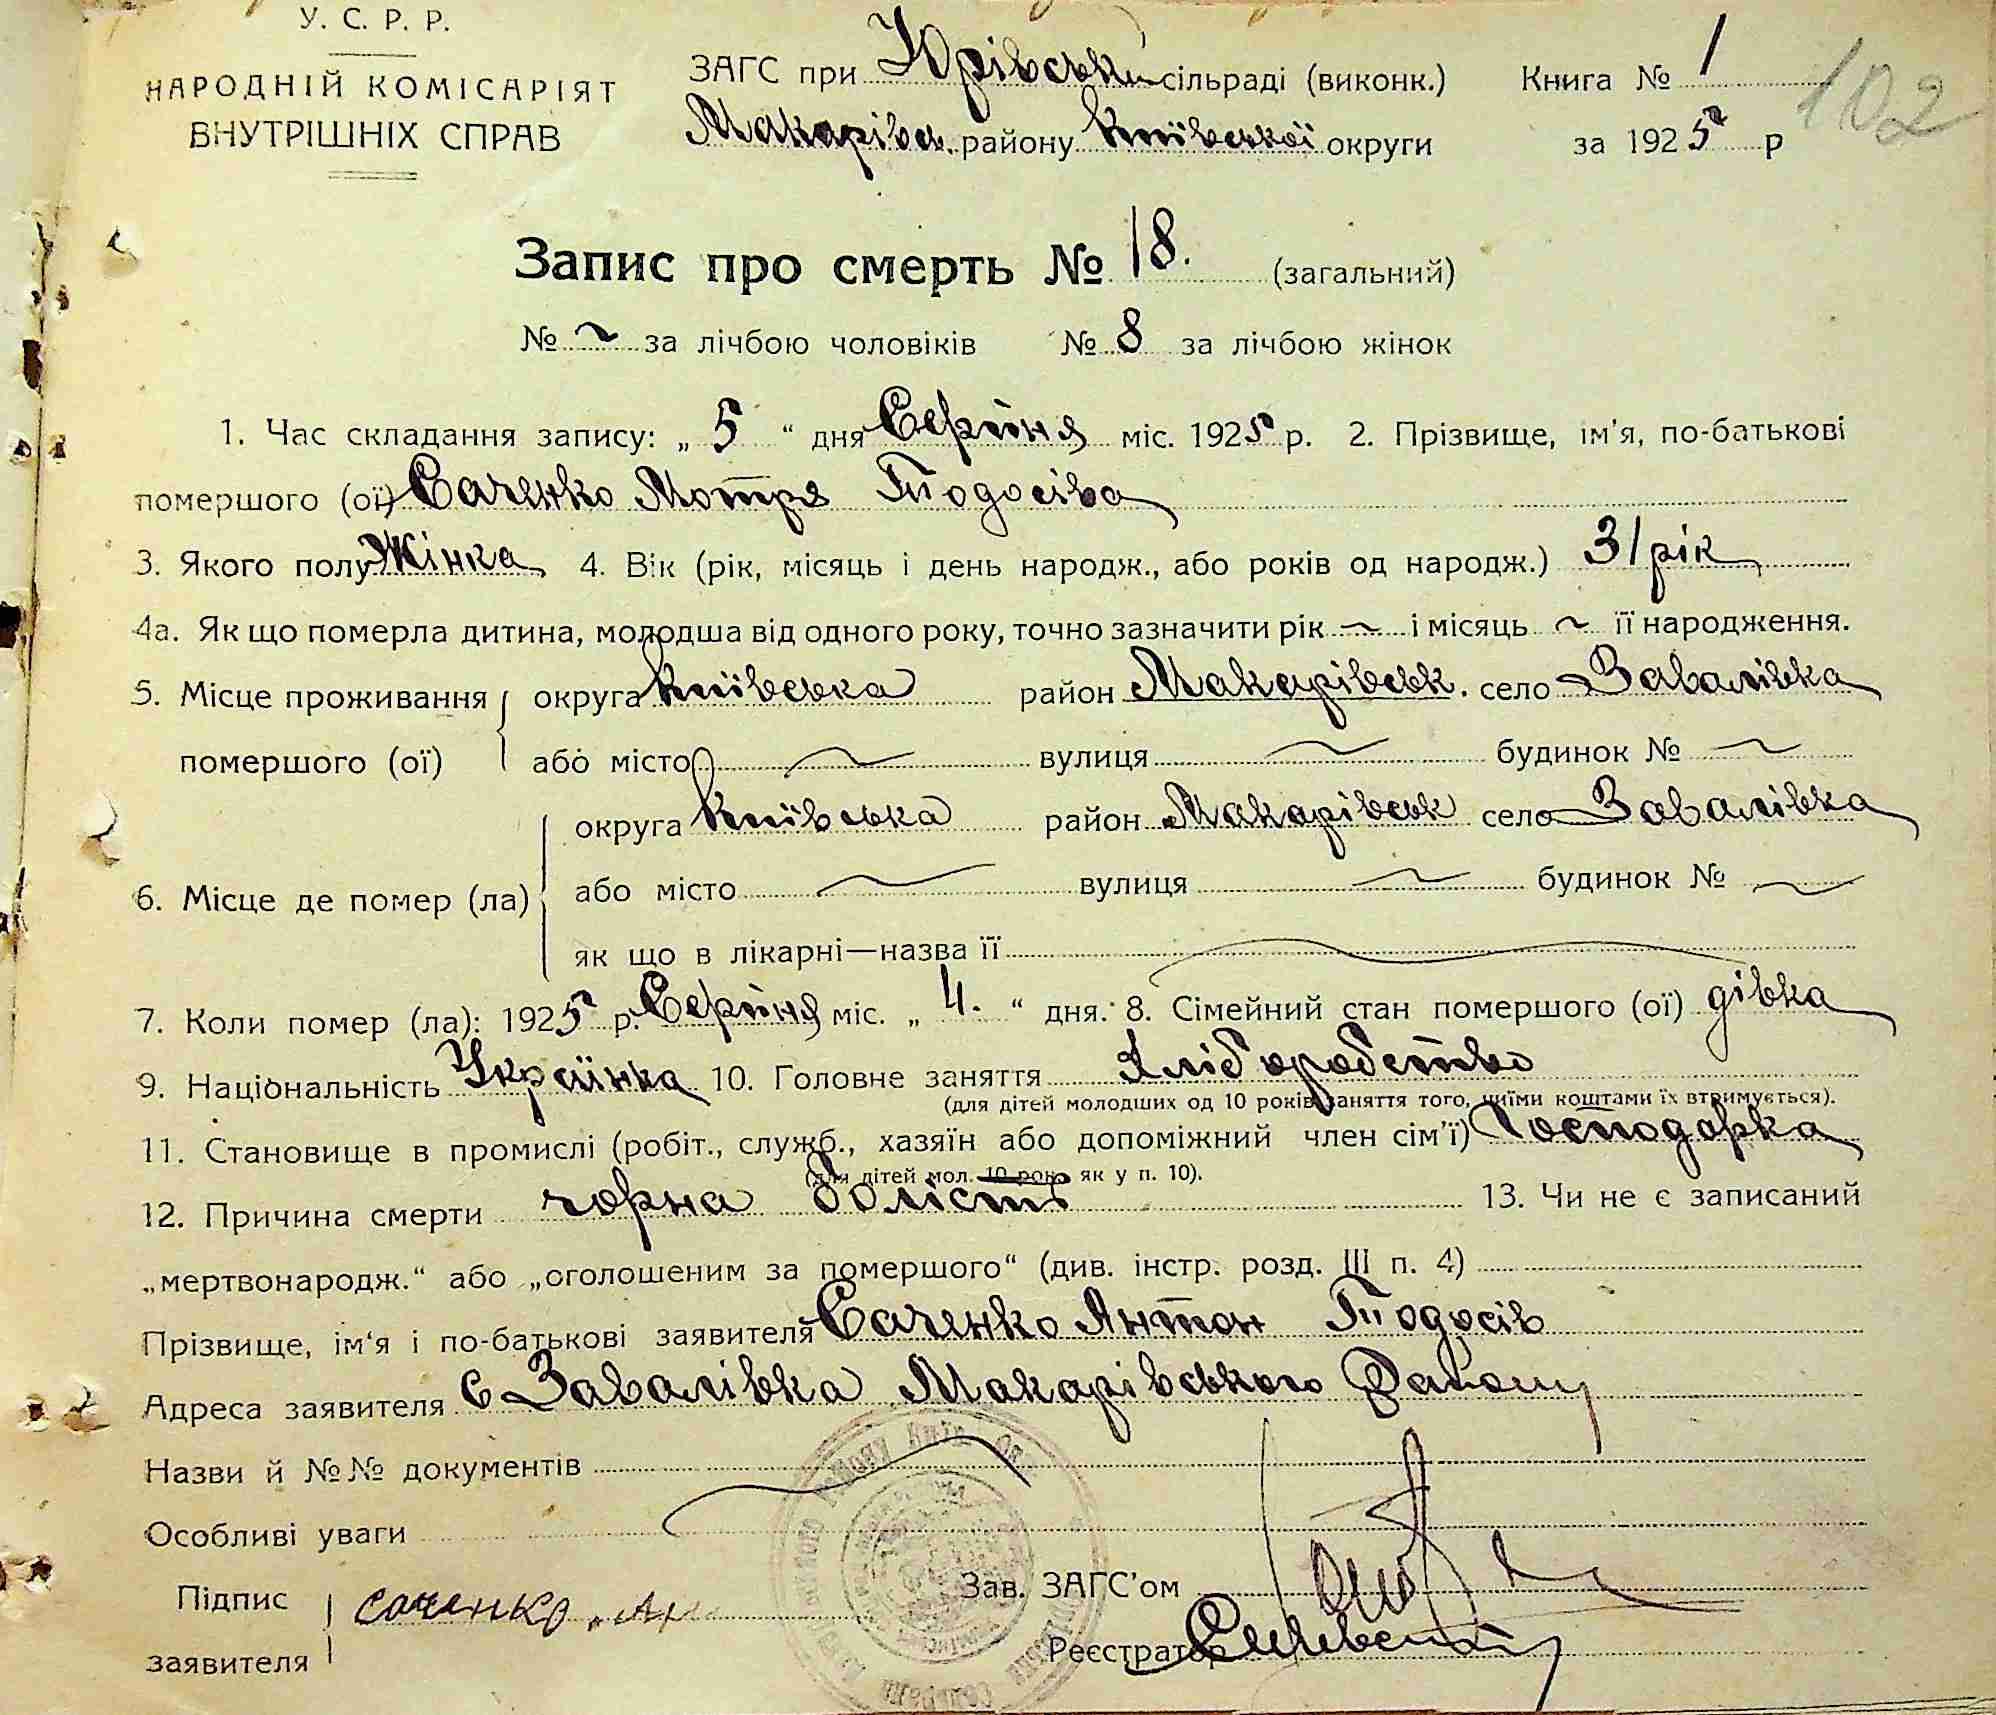 У. С. Р. Р.
НАРОДНІЙ КОМІСАРІЯТ
ВНУТРІШНІХ СПРАВ
ЗАГС при Юрівськи сільраді (виконк.) Книга № 1
102
Макарівс. району Київської округи за 1925 р
Запис про смерть № 18. (загальний)
№ ~ за лічбою чоловіків № 8 за лічбою жінок
1. Час складання запису: „ 5 “ дня Серпня міс. 1925 р. 2. Прізвище, ім'я, по-батькові
помершого (ої) Саченко Мотря Тодосіва
3. Якого полу Жінка 4. Вік (рік, місяць і день народж., або років од народж.) 31 рік
4а. Як що померла дитина, молодша від одного року, точно зазначити рік ~ і місяць ~ її народження.
5. Місце проживання округа Київська район Макарівськ. село Завалівка
помершого (ої) або місто ~ вулиця ~ будинок № ~
округа Київська район Макарівськ село Завалівка
6. Місце де помер (ла) або місто ~ вулиця ~ будинок № ~
як що в лікарні—назва її
7. Коли помер (ла): 1925 р. Серпня міс. „ 4. “ дня. 8. Сімейний стан помершого (ої) дівка
9. Національність Українка 10. Головне заняття Хліборобство
(для дітей молодших од 10 років заняття того, чиїми коштами їх втримується).
11. Становище в промислі (робіт., служб., хазяїн або допоміжний член сім'ї) Господарка
(для дітей мол. 10 рок. як у п. 10).
12. Причина смерти чорна болість 13. Чи не є записаний
„мертвонародж.“ або „оголошеним за помершого“ (див. інстр. розд. III п. 4)
Прізвище, ім'я і по-батькові заявителя Саченко Антон Тодосів
Адреса заявителя с Завалівка Макарівського Району
Назви й №№ документів
Особливі уваги
Підпис
заявителя
Саченко Ан
Зав. ЗАГС'ом
Реєстратор